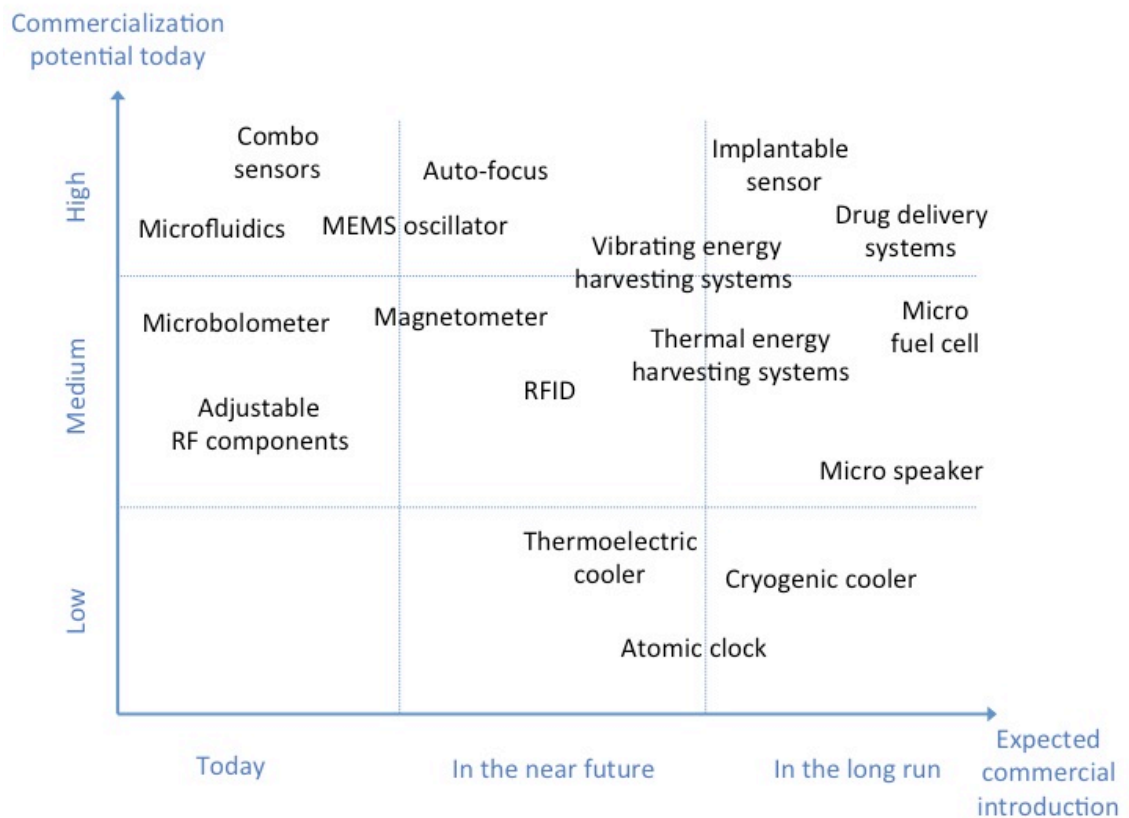 Commercialization
potential today
High
Medium
Low
Combo
sensors
Auto-focus
Implantable
sensor
Microfluidics
MEMS oscillator
Drug delivery
systems
Vibrating energy
harvesting systems
Microbolometer
Magnetometer
Micro
fuel cell
Thermal energy
harvesting systems
RFID
Adjustable
RF components
Micro speaker
Thermoelectric
cooler
Cryogenic cooler
Atomic clock
Today
In the near future
In the long run
Expected
commercial
introduction